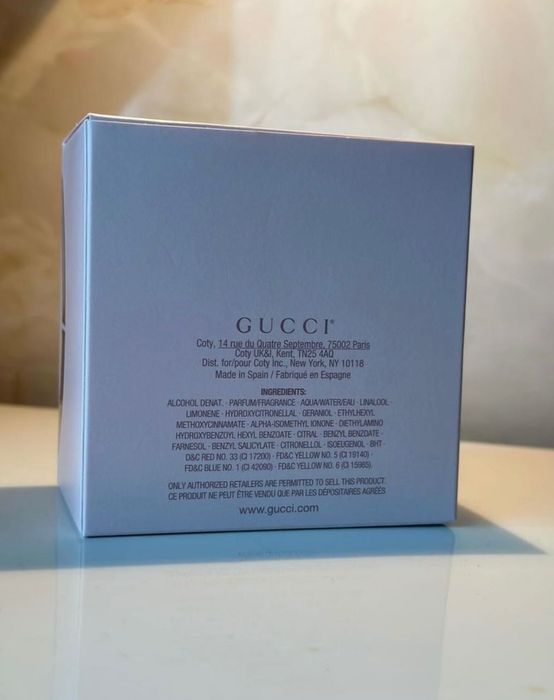 GUCCI®
Coty, 14 rue du Quatre Septembre, 75002 Paris
Coty UK&I, Kent, TN25 4AQ
Dist. for/pour Coty Inc., New York, NY 10118
Made in Spain / Fabriqué en Espagne
INGREDIENTS:
ALCOHOL DENAT. · PARFUM/FRAGRANCE · AQUA/WATER/EAU · LINALOOL ·
LIMONENE · HYDROXYCITRONELLAL · GERANIOL · ETHYLHEXYL
METHOXYCINNAMATE · ALPHA-ISOMETHYL IONONE · DIETHYLAMINO
HYDROXYBENZOYL HEXYL BENZOATE · CITRAL · BENZYL BENZOATE ·
FARNESOL · BENZYL SALICYLATE · CITRONELLOL · ISOEUGENOL · BHT ·
D&C RED NO. 33 (CI 17200) · FD&C YELLOW NO. 5 (CI 19140) ·
FD&C BLUE NO. 1 (CI 42090) · FD&C YELLOW NO. 6 (CI 15985).
ONLY AUTHORIZED RETAILERS ARE PERMITTED TO SELL THIS PRODUCT.
CE PRODUIT NE PEUT ÊTRE VENDU QUE PAR LES DÉPOSITAIRES AGRÉÉS
www.gucci.com